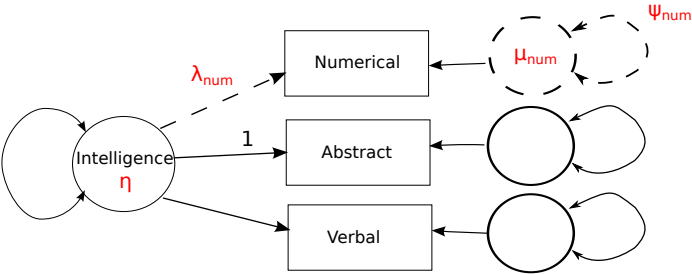 ψnum
μnum
Numerical
λnum
1
Abstract
Intelligence
η
Verbal